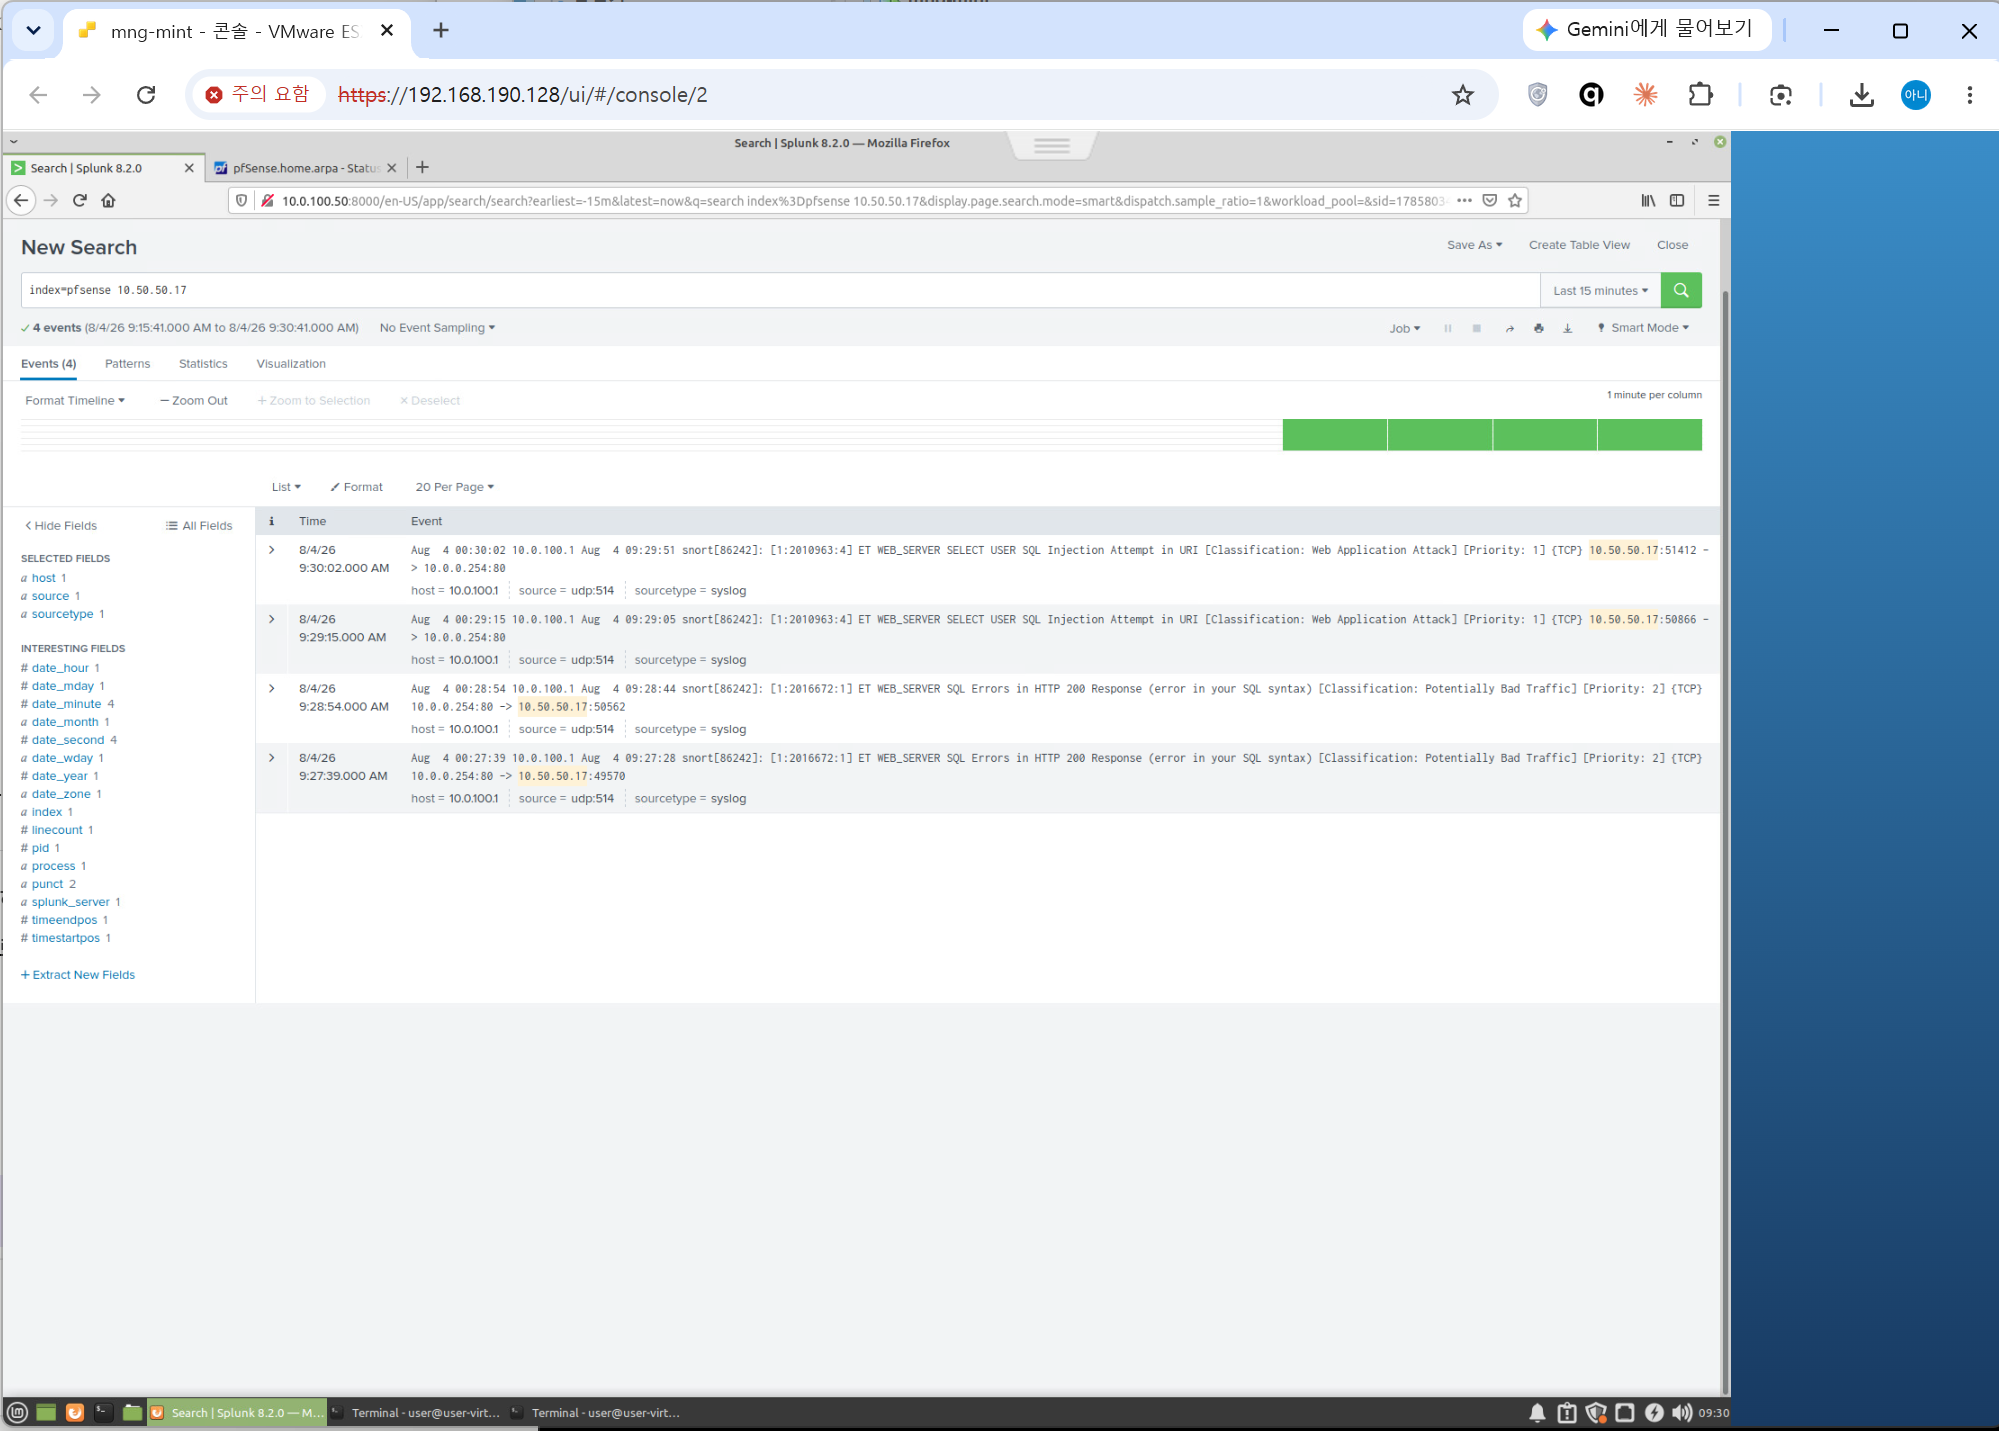 mng-mint - 콘솔 - VMware ES
Gemini에게 물어보기
주의 요함
https://192.168.190.128/ui/#/console/2
아니
Search | Splunk 8.2.0 — Mozilla Firefox
Search | Splunk 8.2.0
pfSense.home.arpa - Status
10.0.100.50:8000/en-US/app/search/search?earliest=-15m&latest=now&q=search index%3Dpfsense 10.50.50.17&display.page.search.mode=smart&dispatch.sample_ratio=1&workload_pool=&sid=1785803
New Search
Save As
Create Table View
Close
index=pfsense 10.50.50.17
Last 15 minutes
✓ 4 events (8/4/26 9:15:41.000 AM to 8/4/26 9:30:41.000 AM)
No Event Sampling
Job
Smart Mode
Events (4)
Patterns
Statistics
Visualization
Format Timeline
— Zoom Out
+ Zoom to Selection
× Deselect
1 minute per column
List
Format
20 Per Page
< Hide Fields
All Fields
i
Time
Event
SELECTED FIELDS
a host 1
a source 1
a sourcetype 1
INTERESTING FIELDS
# date_hour 1
# date_mday 1
# date_minute 4
a date_month 1
# date_second 4
a date_wday 1
# date_year 1
a date_zone 1
a index 1
# linecount 1
# pid 1
a process 1
a punct 2
a splunk_server 1
# timeendpos 1
# timestartpos 1
+ Extract New Fields
8/4/26
9:30:02.000 AM
Aug  4 00:30:02 10.0.100.1 Aug  4 09:29:51 snort[86242]: [1:2010963:4] ET WEB_SERVER SELECT USER SQL Injection Attempt in URI [Classification: Web Application Attack] [Priority: 1] {TCP} 10.50.50.17:51412 -
> 10.0.0.254:80
host = 10.0.100.1
source = udp:514
sourcetype = syslog
8/4/26
9:29:15.000 AM
Aug  4 00:29:15 10.0.100.1 Aug  4 09:29:05 snort[86242]: [1:2010963:4] ET WEB_SERVER SELECT USER SQL Injection Attempt in URI [Classification: Web Application Attack] [Priority: 1] {TCP} 10.50.50.17:50866 -
> 10.0.0.254:80
host = 10.0.100.1
source = udp:514
sourcetype = syslog
8/4/26
9:28:54.000 AM
Aug  4 00:28:54 10.0.100.1 Aug  4 09:28:44 snort[86242]: [1:2016672:1] ET WEB_SERVER SQL Errors in HTTP 200 Response (error in your SQL syntax) [Classification: Potentially Bad Traffic] [Priority: 2] {TCP}
10.0.0.254:80 -> 10.50.50.17:50562
host = 10.0.100.1
source = udp:514
sourcetype = syslog
8/4/26
9:27:39.000 AM
Aug  4 00:27:39 10.0.100.1 Aug  4 09:27:28 snort[86242]: [1:2016672:1] ET WEB_SERVER SQL Errors in HTTP 200 Response (error in your SQL syntax) [Classification: Potentially Bad Traffic] [Priority: 2] {TCP}
10.0.0.254:80 -> 10.50.50.17:49570
host = 10.0.100.1
source = udp:514
sourcetype = syslog
Search | Splunk 8.2.0 — M...
Terminal - user@user-virt...
Terminal - user@user-virt...
09:30